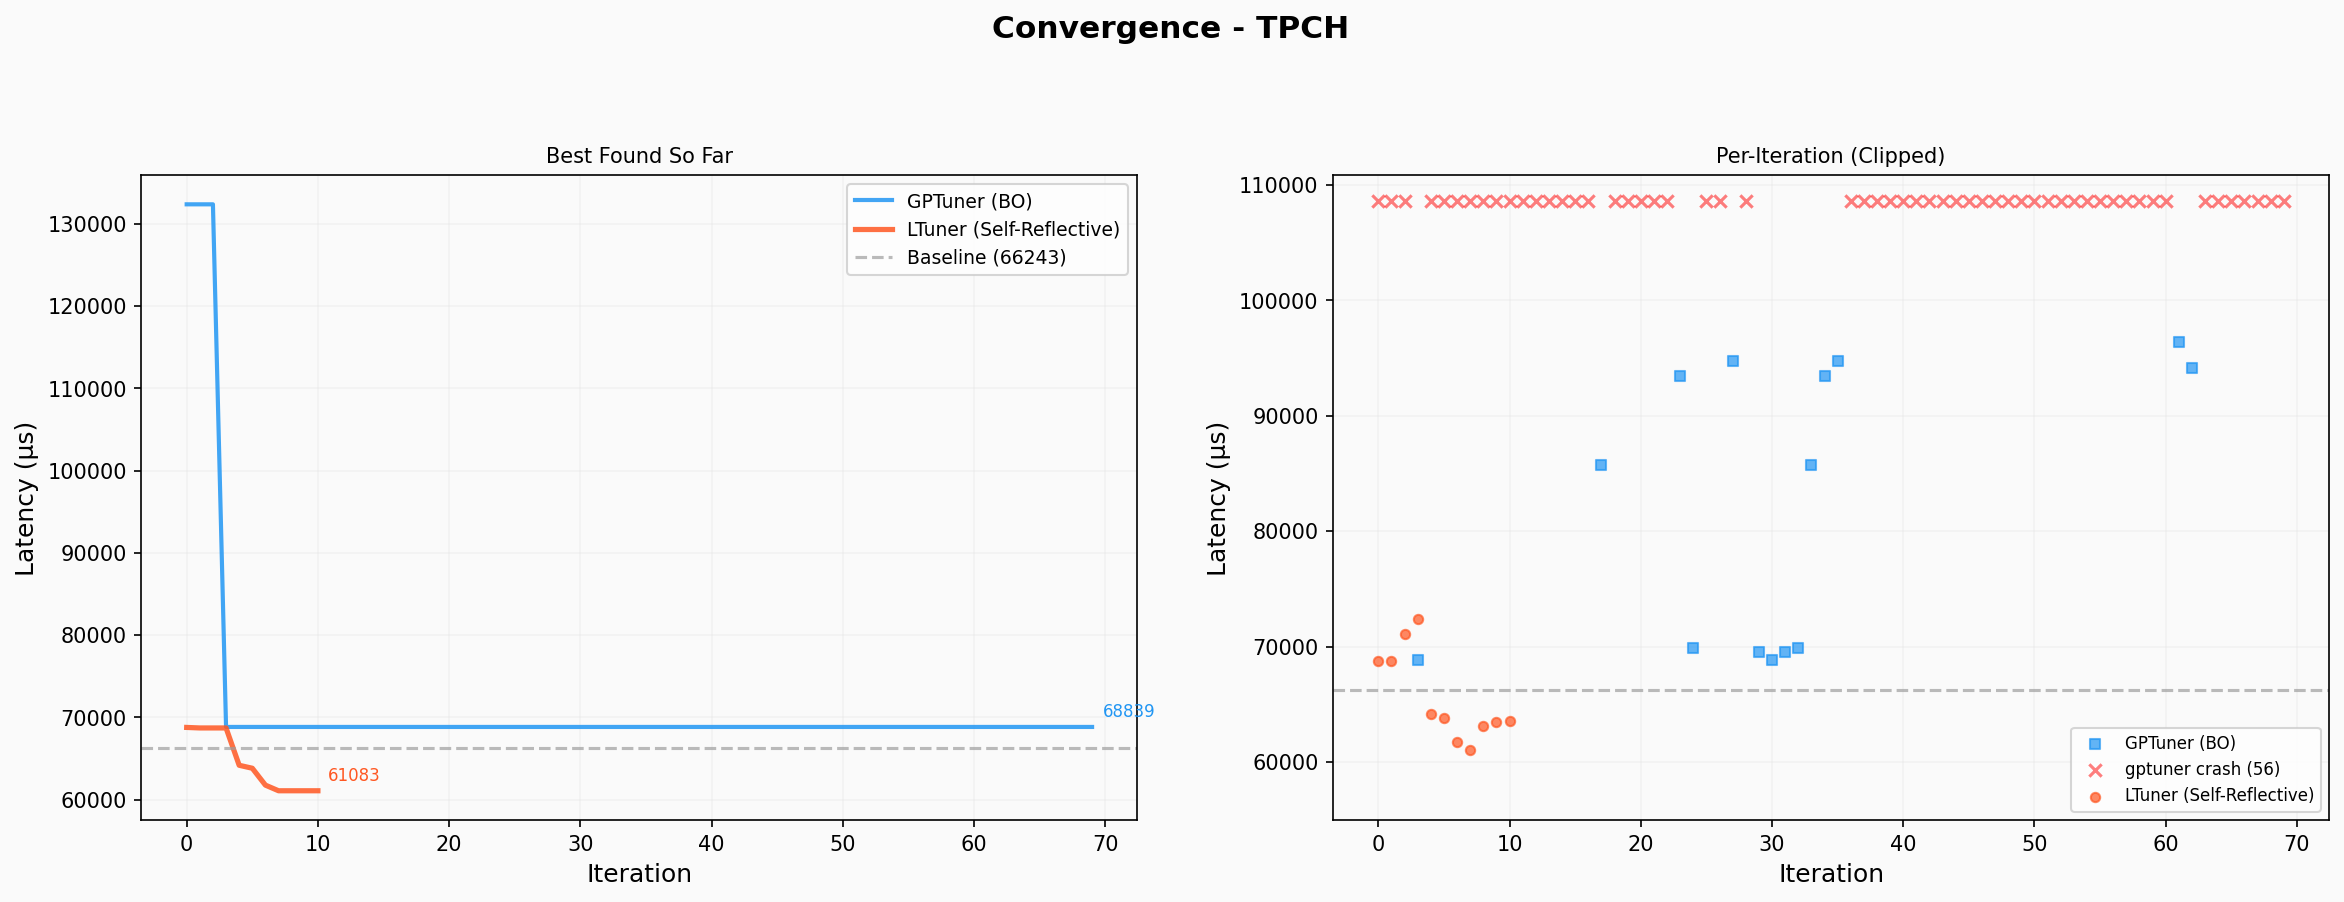 Convergence - TPCH
Best Found So Far
Latency (µs)
130000
120000
110000
100000
90000
80000
70000
60000
GPTuner (BO)
LTuner (Self-Reflective)
Baseline (66243)
68839
61083
0 10 20 30 40 50 60 70
Iteration
Per-Iteration (Clipped)
Latency (µs)
110000
100000
90000
80000
70000
60000
GPTuner (BO)
gptuner crash (56)
LTuner (Self-Reflective)
0 10 20 30 40 50 60 70
Iteration